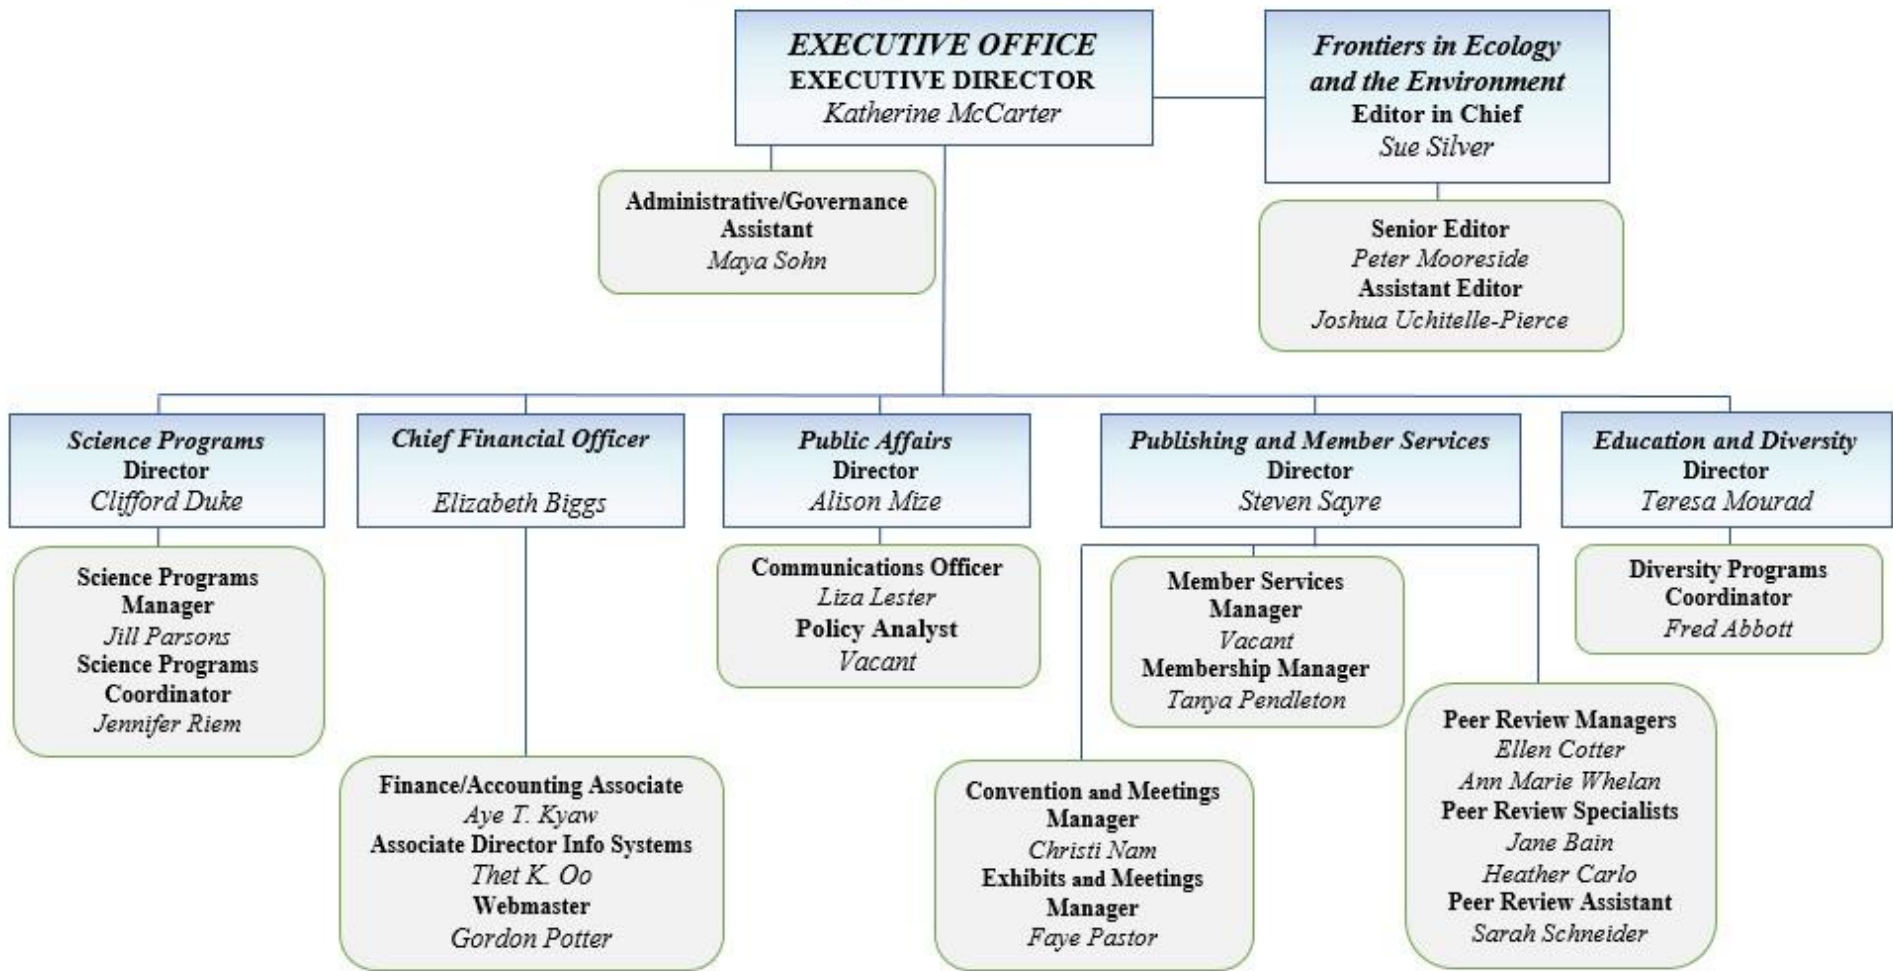 EXECUTIVE OFFICE
EXECUTIVE DIRECTOR
Katherine McCarter
Frontiers in Ecology
and the Environment
Editor in Chief
Sue Silver
Administrative/Governance
Assistant
Maya Sohn
Senior Editor
Peter Mooreside
Assistant Editor
Joshua Uchitelle-Pierce
Science Programs
Director
Clifford Duke
Chief Financial Officer
Elizabeth Biggs
Public Affairs
Director
Alison Mize
Publishing and Member Services
Director
Steven Sayre
Education and Diversity
Director
Teresa Mourad
Science Programs
Manager
Jill Parsons
Science Programs
Coordinator
Jennifer Riem
Finance/Accounting Associate
Aye T. Kyaw
Associate Director Info Systems
Thet K. Oo
Webmaster
Gordon Potter
Communications Officer
Liza Lester
Policy Analyst
Vacant
Convention and Meetings
Manager
Christi Nam
Exhibits and Meetings
Manager
Faye Pastor
Member Services
Manager
Vacant
Membership Manager
Tanya Pendleton
Peer Review Managers
Ellen Cotter
Ann Marie Whelan
Peer Review Specialists
Jane Bain
Heather Carlo
Peer Review Assistant
Sarah Schneider
Diversity Programs
Coordinator
Fred Abbott